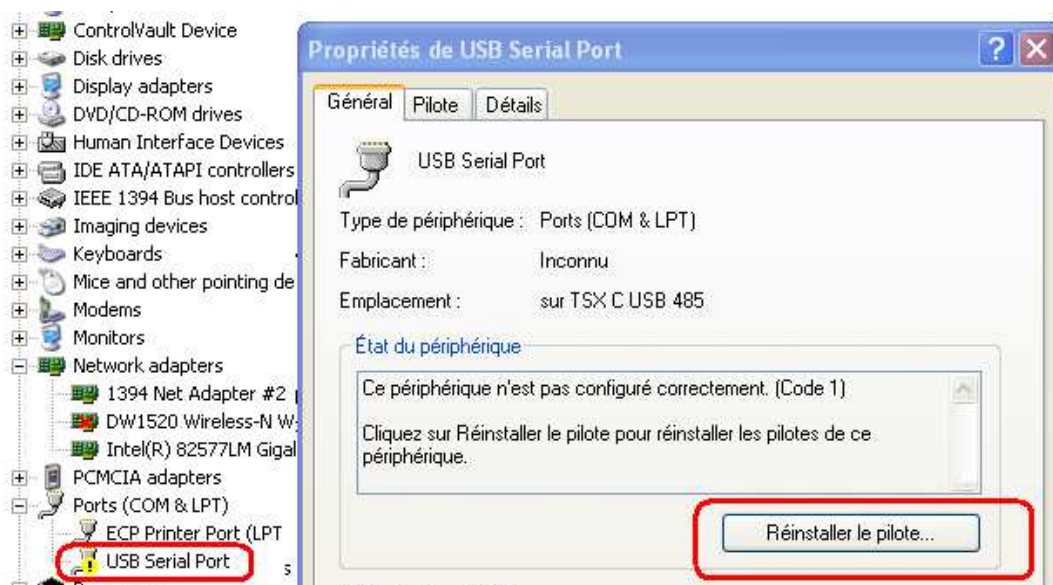 ControlVault Device
Disk drives
Display adapters
DVD/CD-ROM drives
Human Interface Devices
IDE ATA/ATAPI controllers
IEEE 1394 Bus host control
Imaging devices
Keyboards
Mice and other pointing de
Modems
Monitors
Network adapters
1394 Net Adapter #2
DW1520 Wireless-N W
Intel(R) 82577LM Gigal
PCMCIA adapters
Ports (COM & LPT)
ECP Printer Port (LPT
USB Serial Port
s
Propriétés de USB Serial Port
Général Pilote Détails
USB Serial Port
Type de périphérique : Ports (COM & LPT)
Fabricant : Inconnu
Emplacement : sur TSX C USB 485
État du périphérique
Ce périphérique n'est pas configuré correctement. (Code 1)
Cliquez sur Réinstaller le pilote pour réinstaller les pilotes de ce
périphérique.
Réinstaller le pilote...